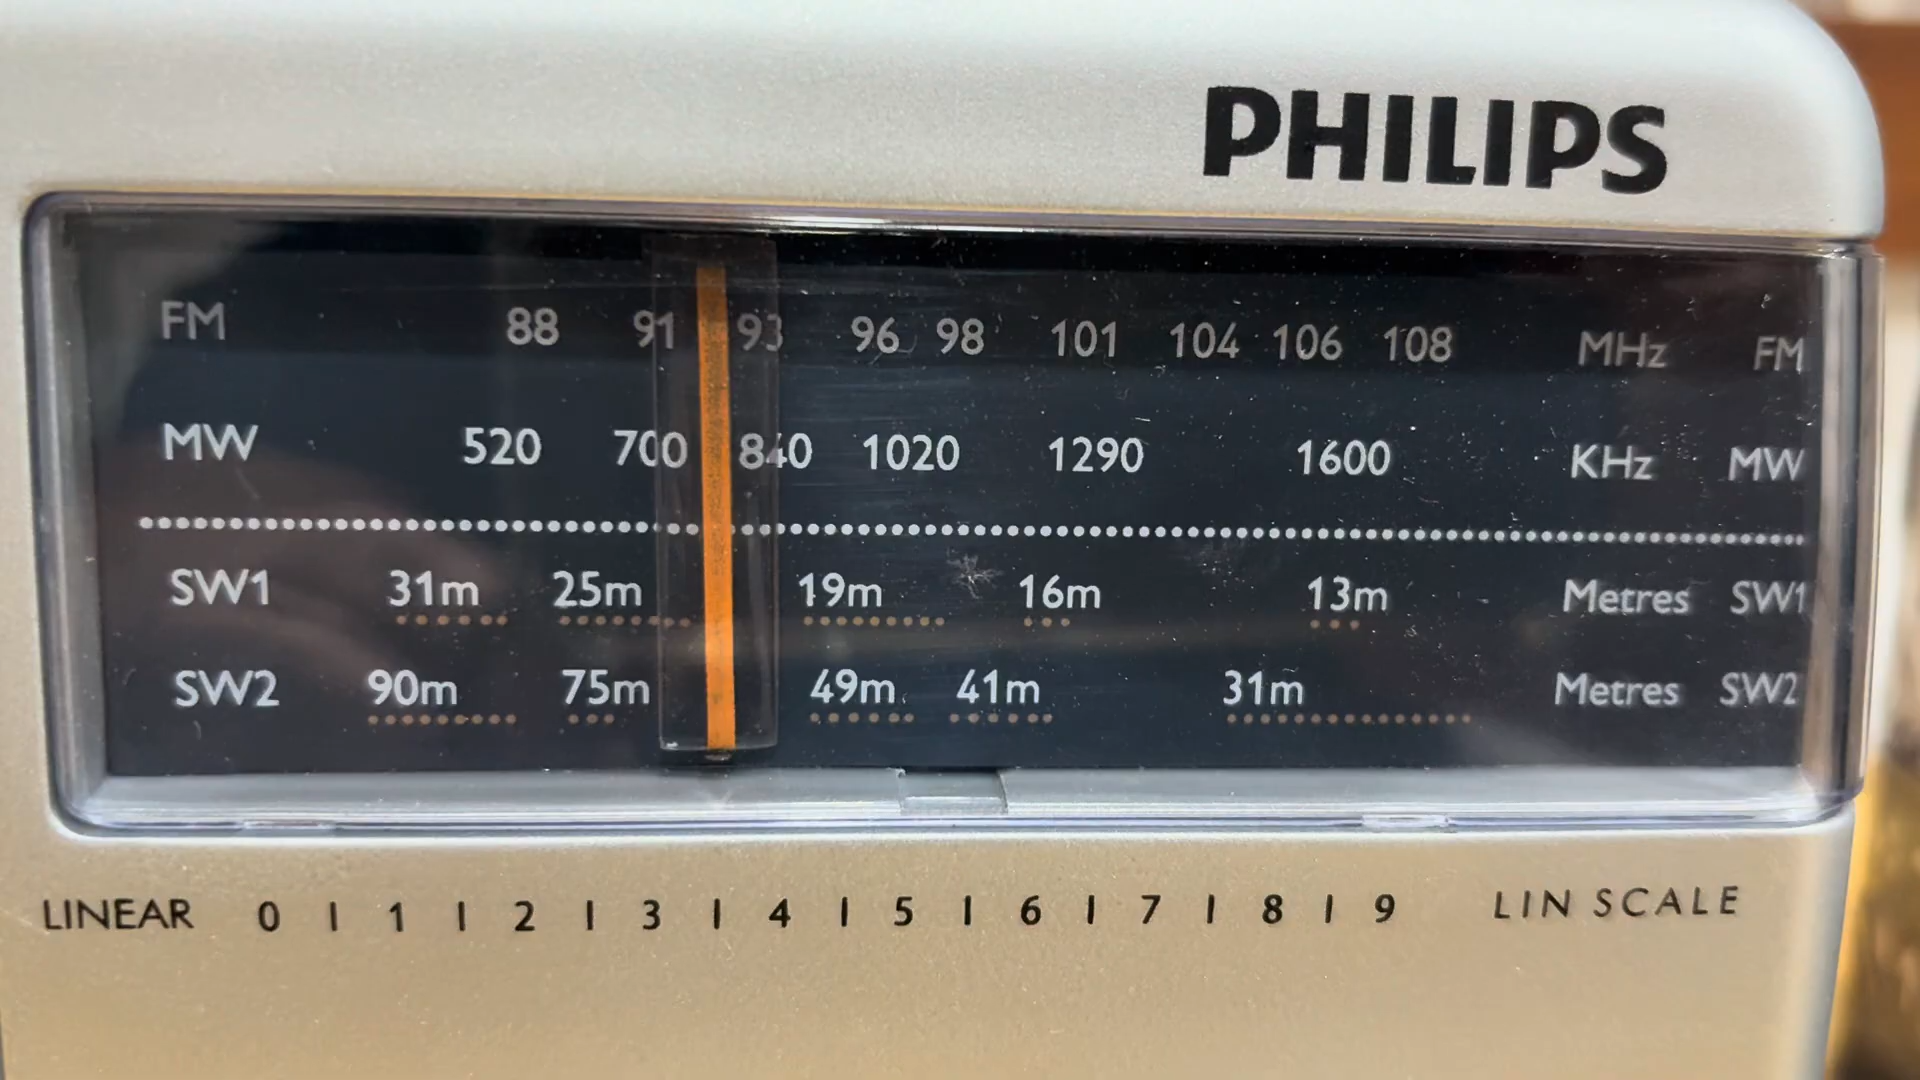 PHILIPS
FM 88 91 93 96 98 101 104 106 108 MHz FM
MW 520 700 840 1020 1290 1600 KHz MW
SW1 31m 25m 19m 16m 13m Metres SW1
SW2 90m 75m 49m 41m 31m Metres SW2
LINEAR 0 | 1 | 2 | 3 | 4 | 5 | 6 | 7 | 8 | 9 LIN SCALE